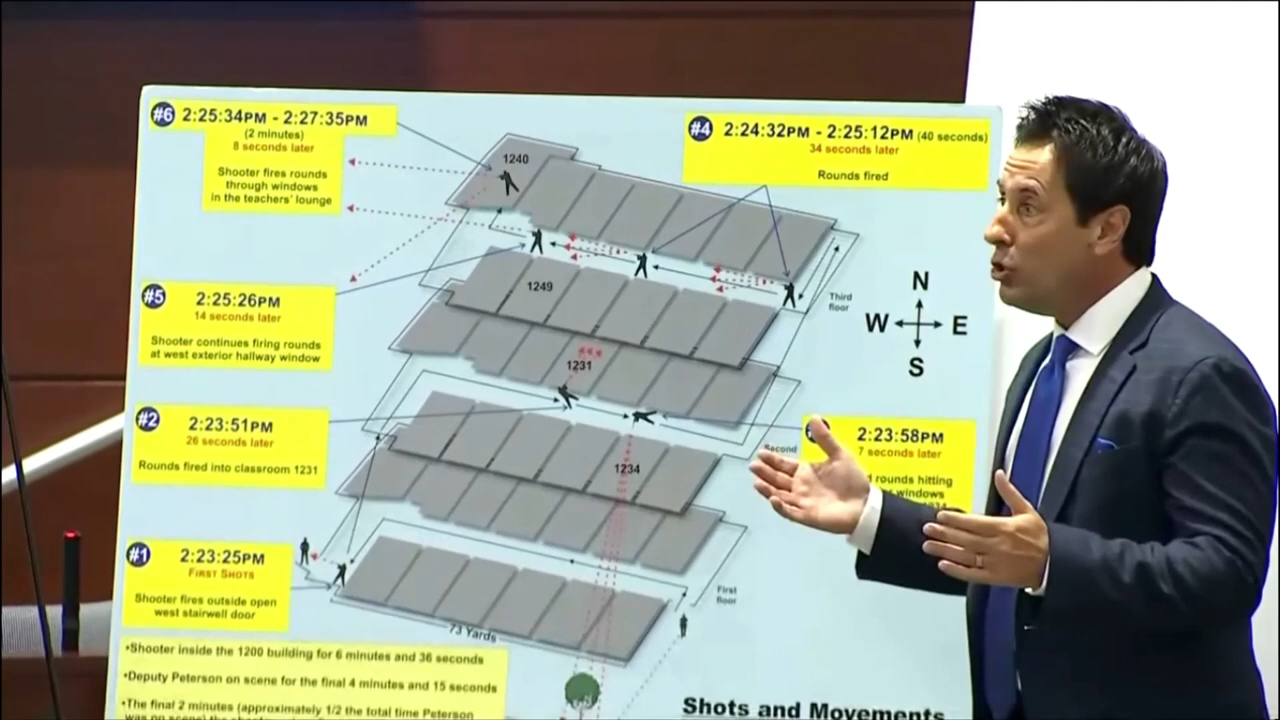 #6 2:25:34PM - 2:27:35PM
(2 minutes)
8 seconds later
Shooter fires rounds
through windows
in the teachers' lounge
#4 2:24:32PM - 2:25:12PM (40 seconds)
34 seconds later
Rounds fired
1240
#5 2:25:26PM
14 seconds later
Shooter continues firing rounds
at west exterior hallway window
1249
Third
floor
N
W E
S
1231
#2 2:23:51PM
26 seconds later
Rounds fired into classroom 1231
1234
Second
2:23:58PM
7 seconds later
rounds hitting
windows
#1 2:23:25PM
First Shots
Shooter fires outside open
west stairwell door
First
floor
73 Yards
•Shooter inside the 1200 building for 6 minutes and 36 seconds
•Deputy Peterson on scene for the final 4 minutes and 15 seconds
•The final 2 minutes (approximately 1/2 the total time Peterson
was on scene) the
Shots and Movements